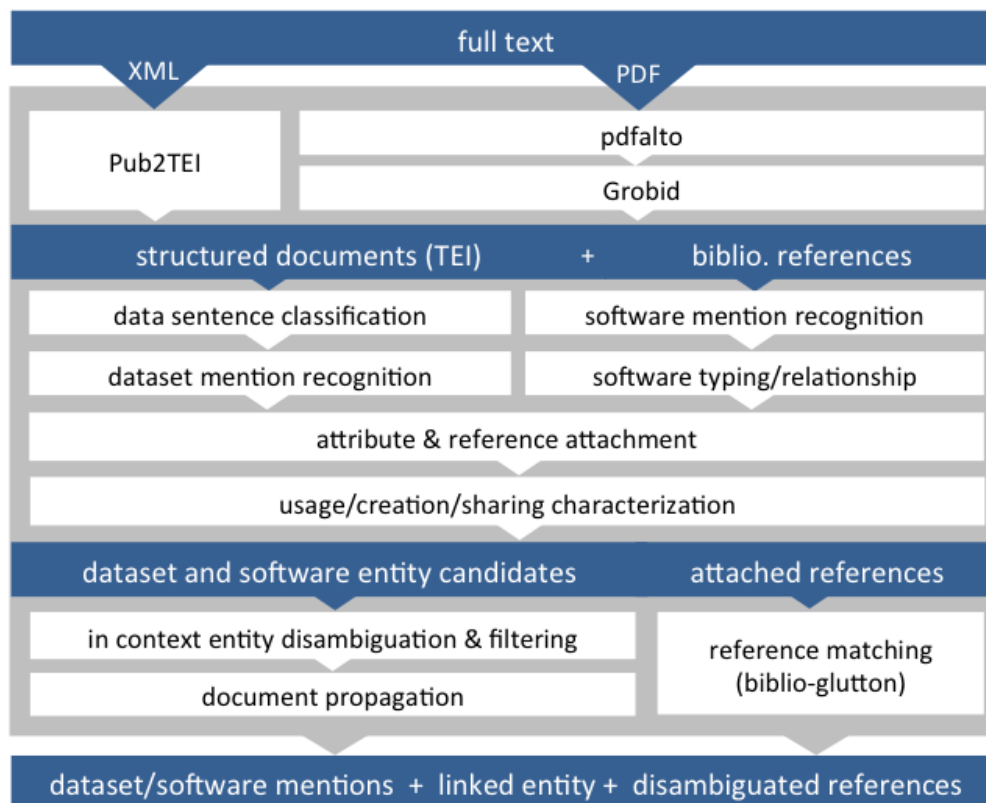 full text
XML
PDF
Pub2TEI
pdfalto
Grobid
structured documents (TEI) + biblio. references
data sentence classification
software mention recognition
dataset mention recognition
software typing/relationship
attribute & reference attachment
usage/creation/sharing characterization
dataset and software entity candidates
attached references
in context entity disambiguation & filtering
document propagation
reference matching
(biblio-glutton)
dataset/software mentions + linked entity + disambiguated references